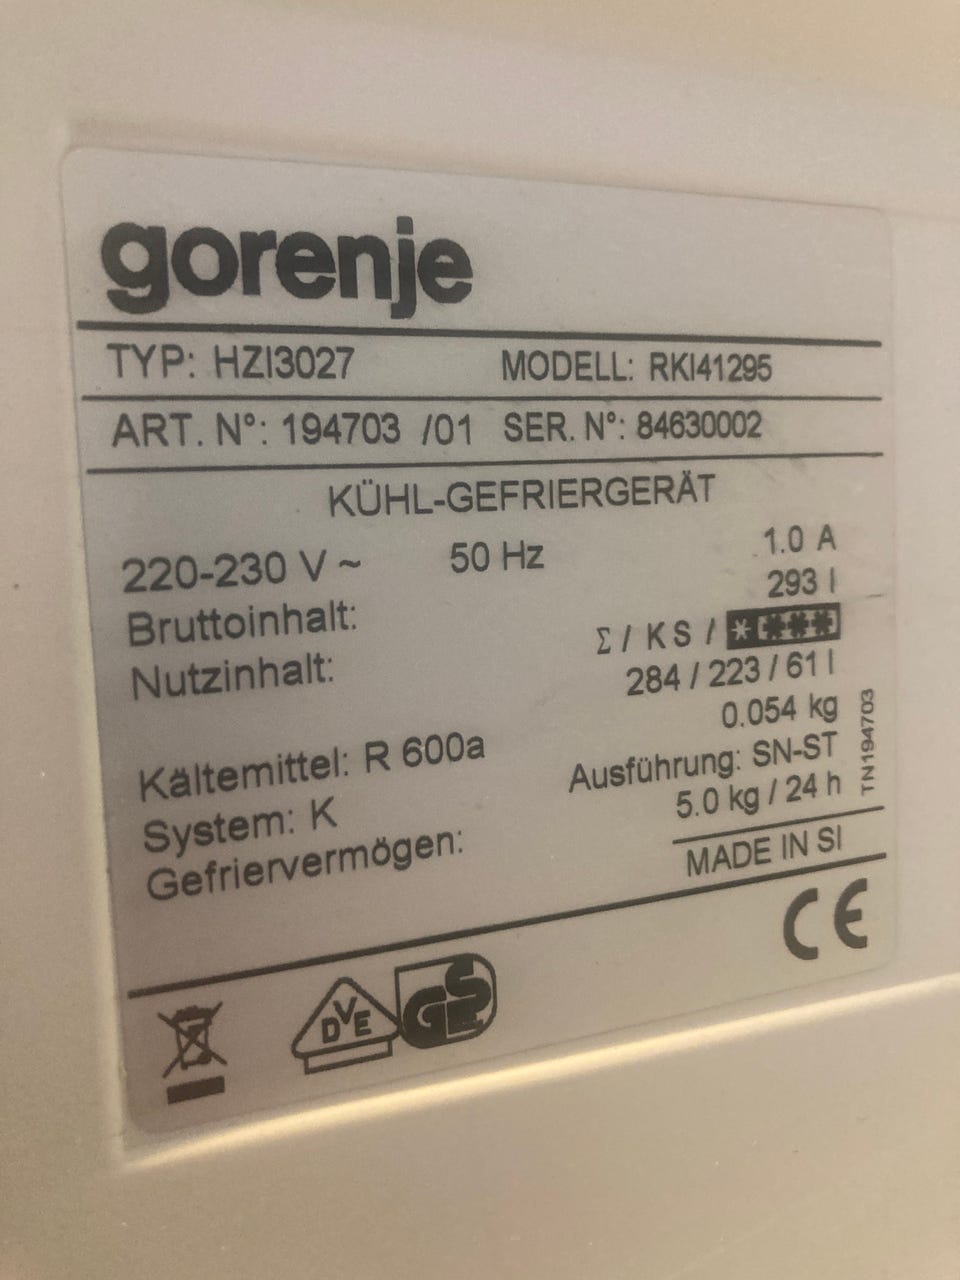 gorenje
TYP: HZI3027 MODELL: RKI41295
ART. N°: 194703 /01 SER. N°: 84630002
KÜHL-GEFRIERGERÄT
220-230 V ~ 50 Hz 1.0 A
Bruttoinhalt: 293 l
Σ / K S / * ***
Nutzinhalt: 284 / 223 / 61 l
0.054 kg
Kältemittel: R 600a
Ausführung: SN-ST
System: K
Gefriervermögen: 5.0 kg / 24 h
TN194703
MADE IN SI
CE
DVE
GS